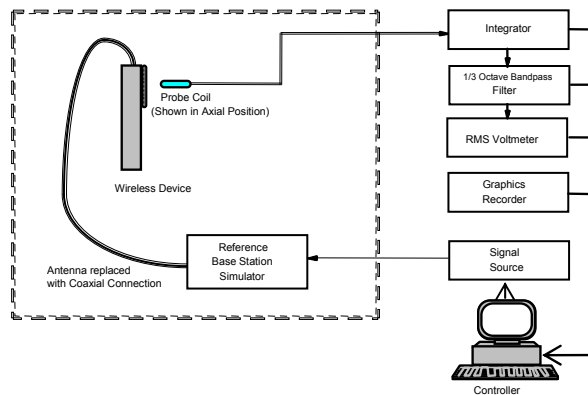 Integrator
1/3 Octave Bandpass
Filter
RMS Voltmeter
Graphics
Recorder
Probe Coil
(Shown in Axial Position)
Wireless Device
Reference
Base Station
Simulator
Antenna replaced
with Coaxial Connection
Signal
Source
Controller